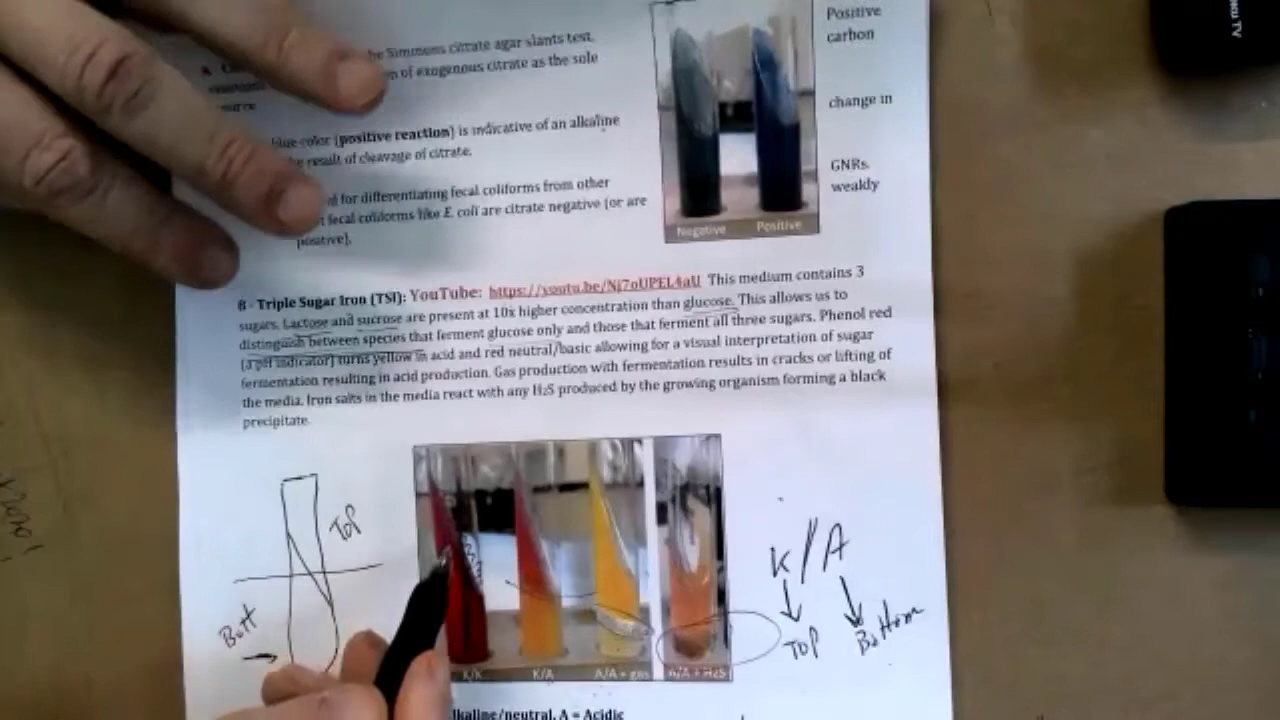 he Simmons citrate agar slants test,
n of exogenous citrate as the sole
blue color (positive reaction) is indicative of an alkaline
result of cleavage of citrate.
for differentiating fecal coliforms from other
fecal coliforms like E. coli are citrate negative (or are
positive).
Positive
carbon
change in
GNRs.
weakly
Negative Positive
B - Triple Sugar Iron (TSI): YouTube: https://youtu.be/Nj7oUPEL4aU This medium contains 3
sugars. Lactose and sucrose are present at 10x higher concentration than glucose. This allows us to
distinguish between species that ferment glucose only and those that ferment all three sugars. Phenol red
(a pH indicator) turns yellow in acid and red neutral/basic allowing for a visual interpretation of sugar
fermentation resulting in acid production. Gas production with fermentation results in cracks or lifting of
the media. Iron salts in the media react with any H2S produced by the growing organism forming a black
precipitate.
Top
Bott
K//A
Top Bottom
K/K K/A A/A + gas A/A + H2S
lkaline/neutral, A = Acidic
TV